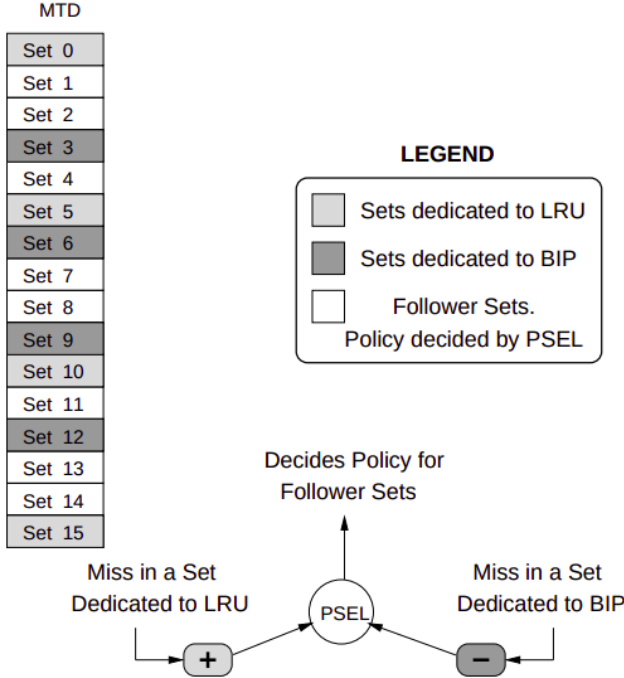 MTD
Set 0
Set 1
Set 2
Set 3
Set 4
Set 5
Set 6
Set 7
Set 8
Set 9
Set 10
Set 11
Set 12
Set 13
Set 14
Set 15
LEGEND
Sets dedicated to LRU
Sets dedicated to BIP
Follower Sets.
Policy decided by PSEL
Decides Policy for
Follower Sets
Miss in a Set
Dedicated to LRU
+
PSEL
Miss in a Set
Dedicated to BIP
−